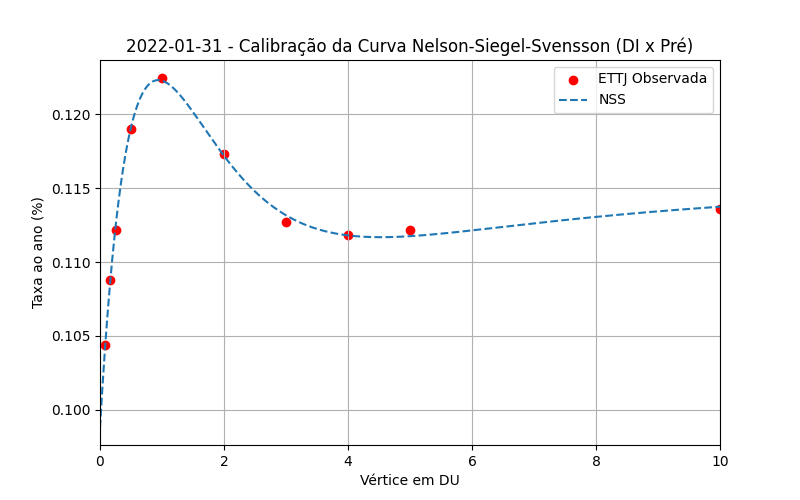 2022-01-31 - Calibração da Curva Nelson-Siegel-Svensson (DI x Pré)
ETTJ Observada
NSS
Taxa ao ano (%)
0.120
0.115
0.110
0.105
0.100
0
2
4
6
8
10
Vértice em DU